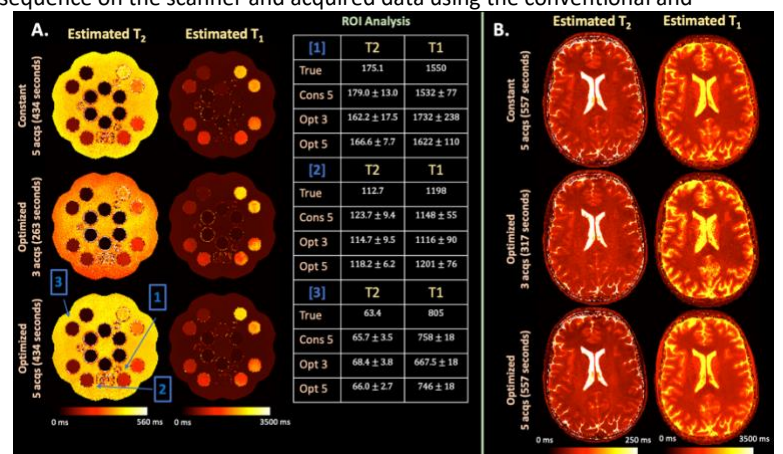 sequence on the scanner and acquired data using the conventional and
A.
Estimated T2
Estimated T1
Constant
5 acqs (434 seconds)
Optimized
3 acqs (263 seconds)
Optimized
5 acqs (434 seconds)
3
1
2
0 ms
560 ms
0 ms
3500 ms
ROI Analysis
[1] T2 T1
True 175.1 1550
Cons 5 179.0 ± 13.0 1532 ± 77
Opt 3 162.2 ± 17.5 1732 ± 238
Opt 5 166.6 ± 7.7 1622 ± 110
[2] T2 T1
True 112.7 1198
Cons 5 123.7 ± 9.4 1148 ± 55
Opt 3 114.7 ± 9.5 1116 ± 90
Opt 5 118.2 ± 6.2 1201 ± 76
[3] T2 T1
True 63.4 805
Cons 5 65.7 ± 3.5 758 ± 18
Opt 3 68.4 ± 3.8 667.5 ± 18
Opt 5 66.0 ± 2.7 746 ± 18
B.
Estimated T2
Estimated T1
Constant
5 acqs (557 seconds)
Optimized
3 acqs (317 seconds)
Optimized
5 acqs (557 seconds)
0 ms
250 ms
0 ms
3500 ms